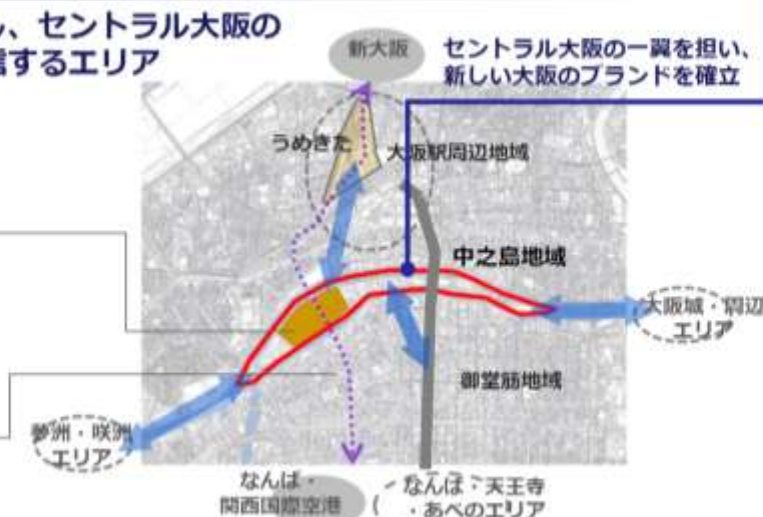 し、セントラル大阪の
信するエリア
新大阪
セントラル大阪の一翼を担い、
新しい大阪のブランドを確立
うめきた
大阪駅周辺地域
中之島地域
大阪城・周辺
エリア
御堂筋地域
夢洲・咲洲
エリア
なんば・
関西国際空港
なんば・天王寺
・あべのエリア